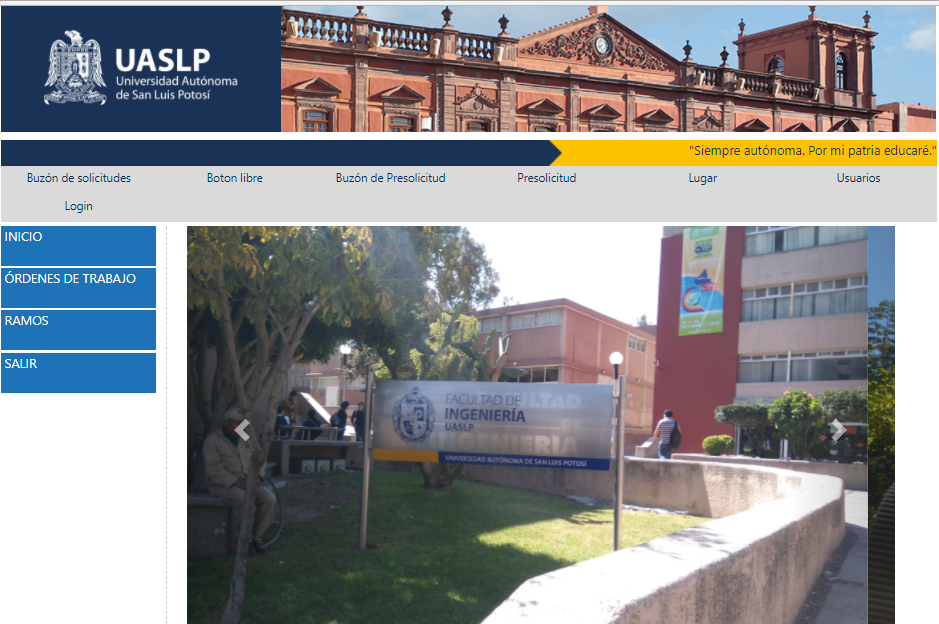 UASLP
Universidad Autónoma
de San Luis Potosí
"Siempre autónoma. Por mi patria educaré."
Buzón de solicitudes
Boton libre
Buzón de Presolicitud
Presolicitud
Lugar
Usuarios
Login
INICIO
ÓRDENES DE TRABAJO
RAMOS
SALIR
FACULTAD DE
INGENIERÍA
UASLP
UNIVERSIDAD AUTÓNOMA DE SAN LUIS POTOSÍ